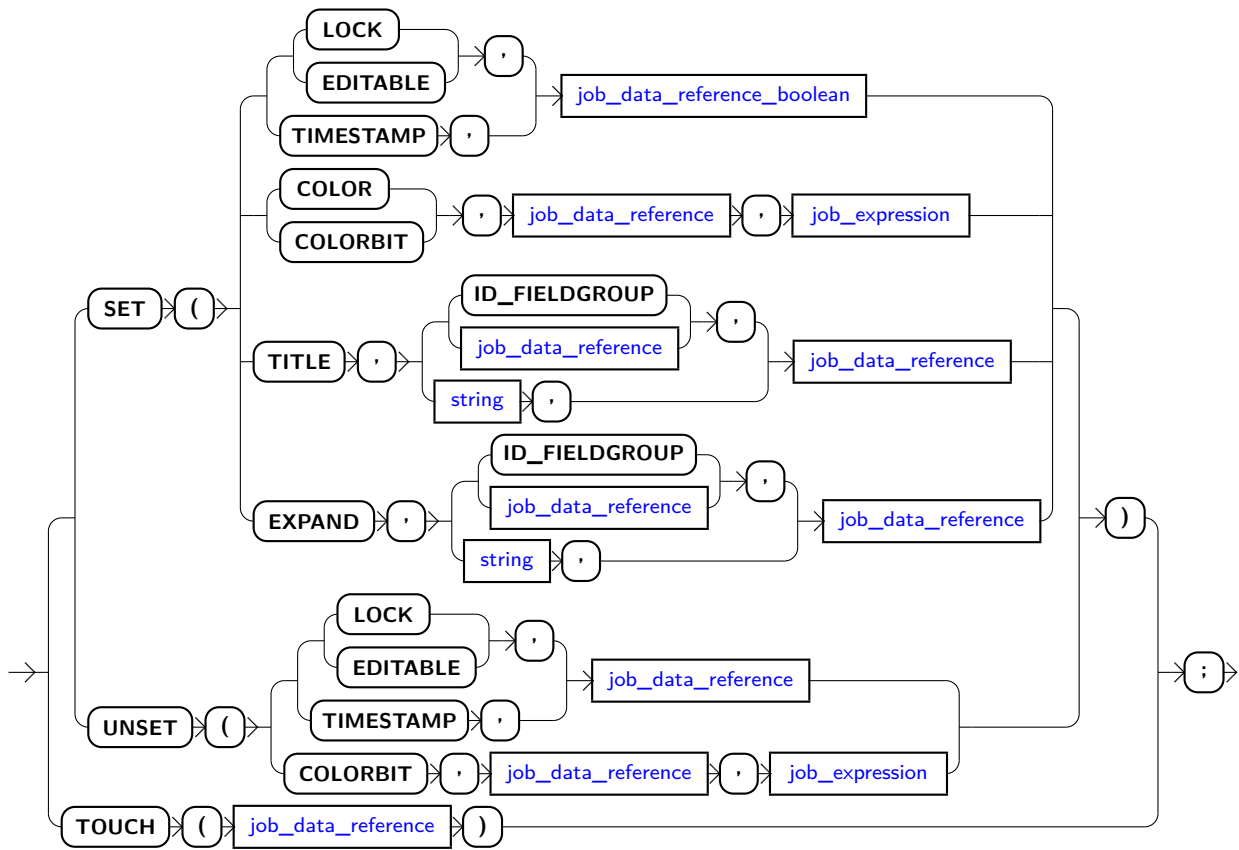 LOCK
,
EDITABLE
job_data_reference_boolean
TIMESTAMP ,
COLOR
, job_data_reference , job_expression
COLORBIT
ID_FIELDGROUP
SET (
,
job_data_reference
TITLE , job_data_reference
string ,
ID_FIELDGROUP
,
job_data_reference
EXPAND , job_data_reference )
string ,
LOCK
,
EDITABLE
job_data_reference ;
TIMESTAMP ,
UNSET (
COLORBIT , job_data_reference , job_expression
TOUCH ( job_data_reference )